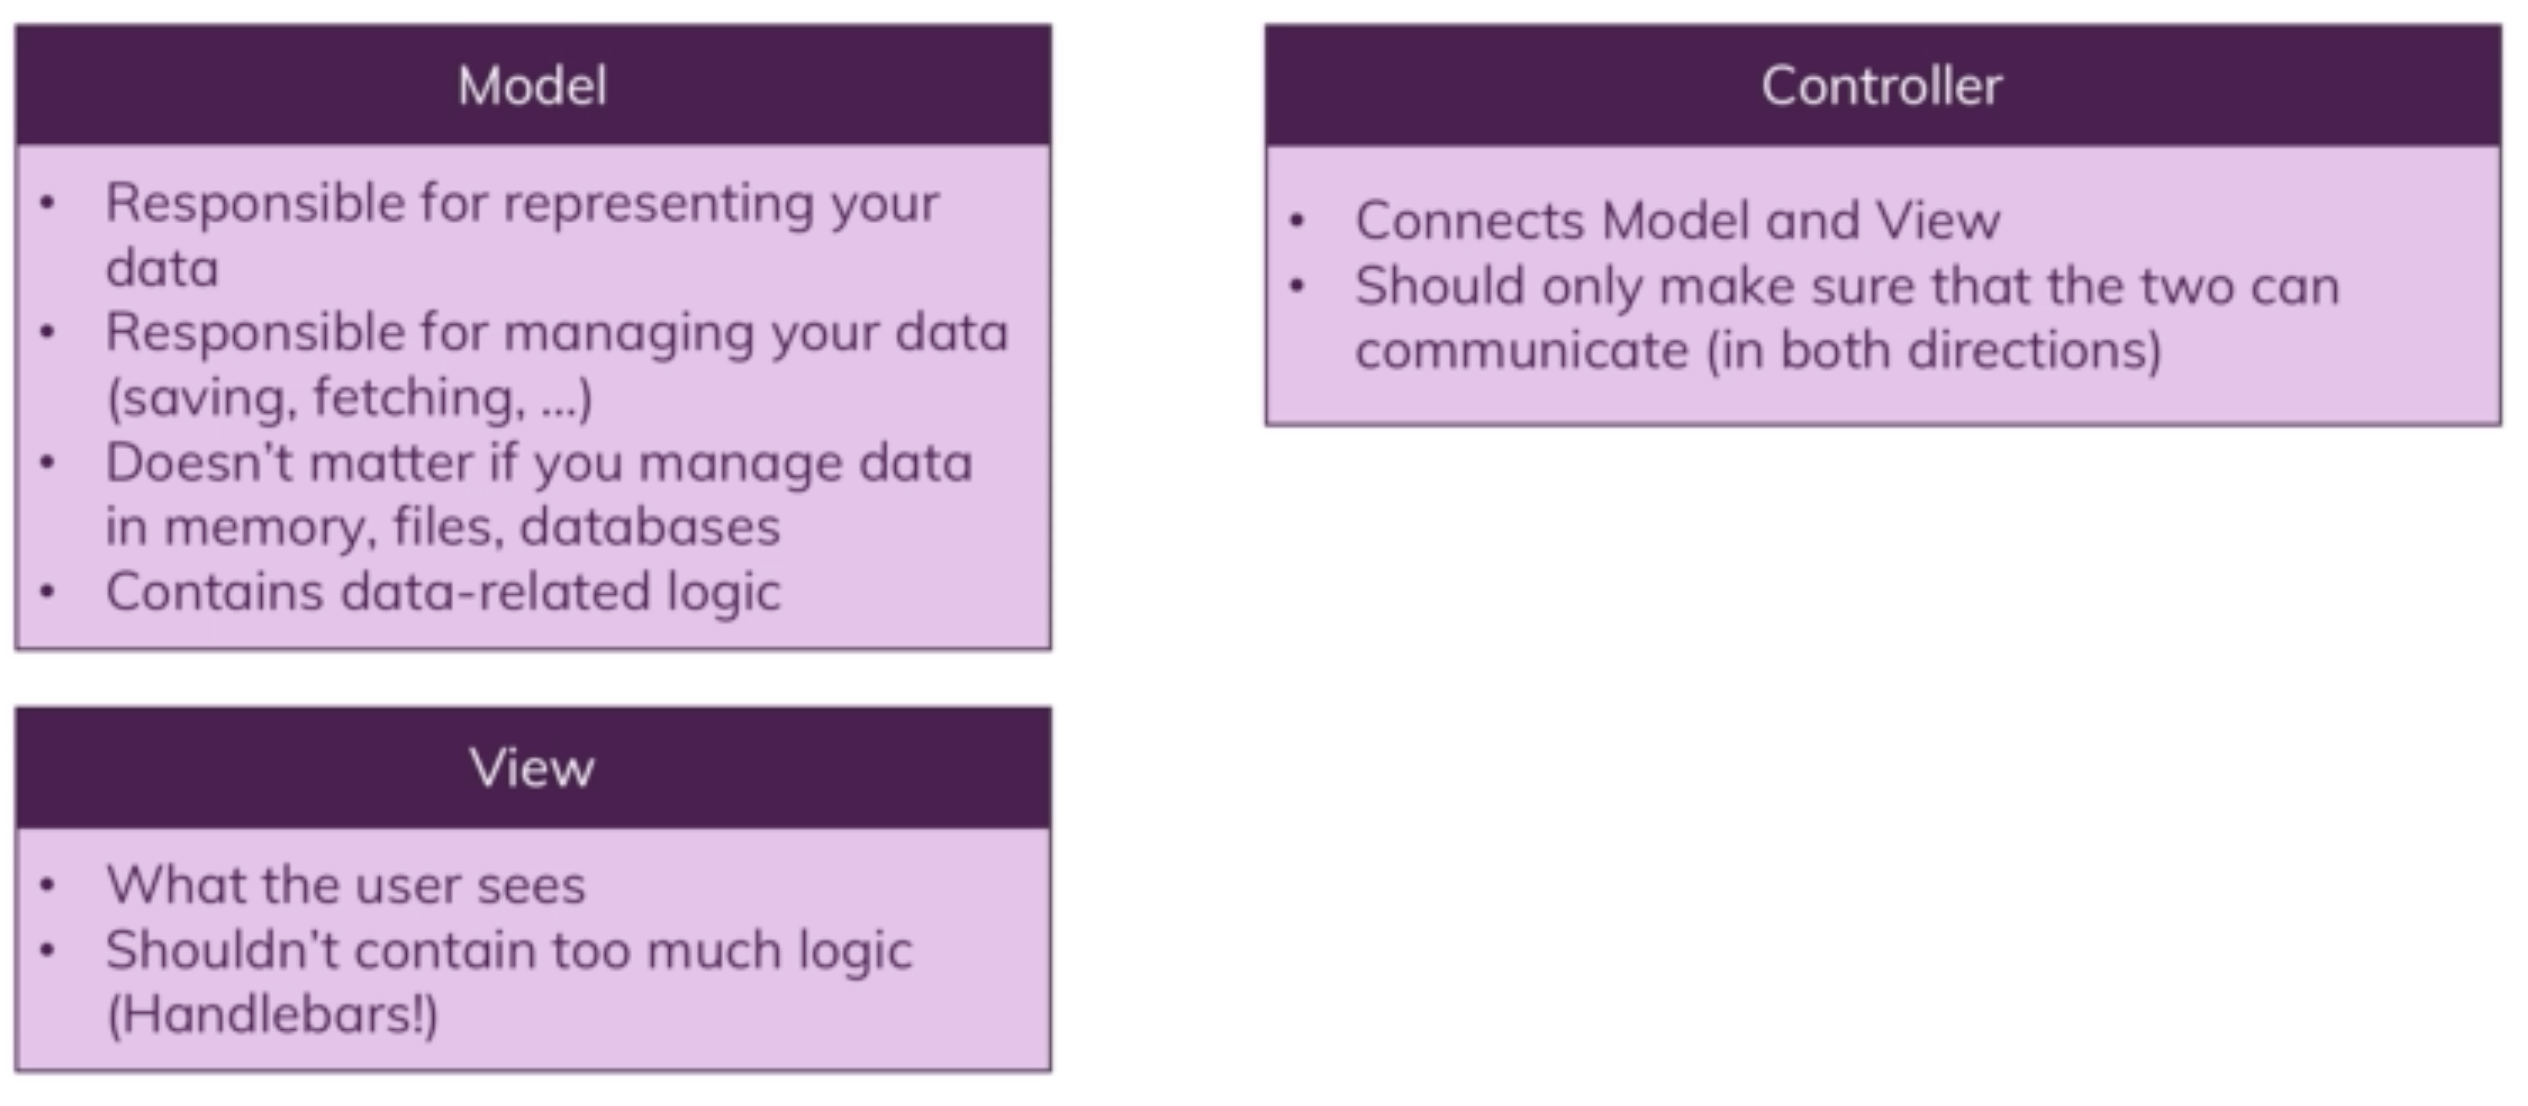 Model
• Responsible for representing your
data
• Responsible for managing your data
(saving, fetching, ...)
• Doesn't matter if you manage data
in memory, files, databases
• Contains data-related logic
Controller
• Connects Model and View
• Should only make sure that the two can
communicate (in both directions)
View
• What the user sees
• Shouldn't contain too much logic
(Handlebars!)